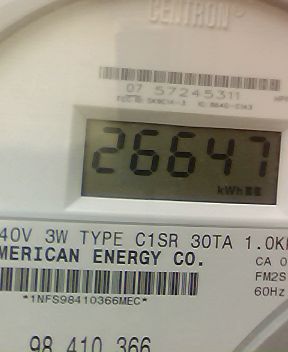 CENTRON®
07 57245311
26647
kWh
40V 3W TYPE C1SR 30TA 1.0K
MERICAN ENERGY CO.
CA 0
FM2S
60Hz
*1NFS98410366MEC*
98 410 366